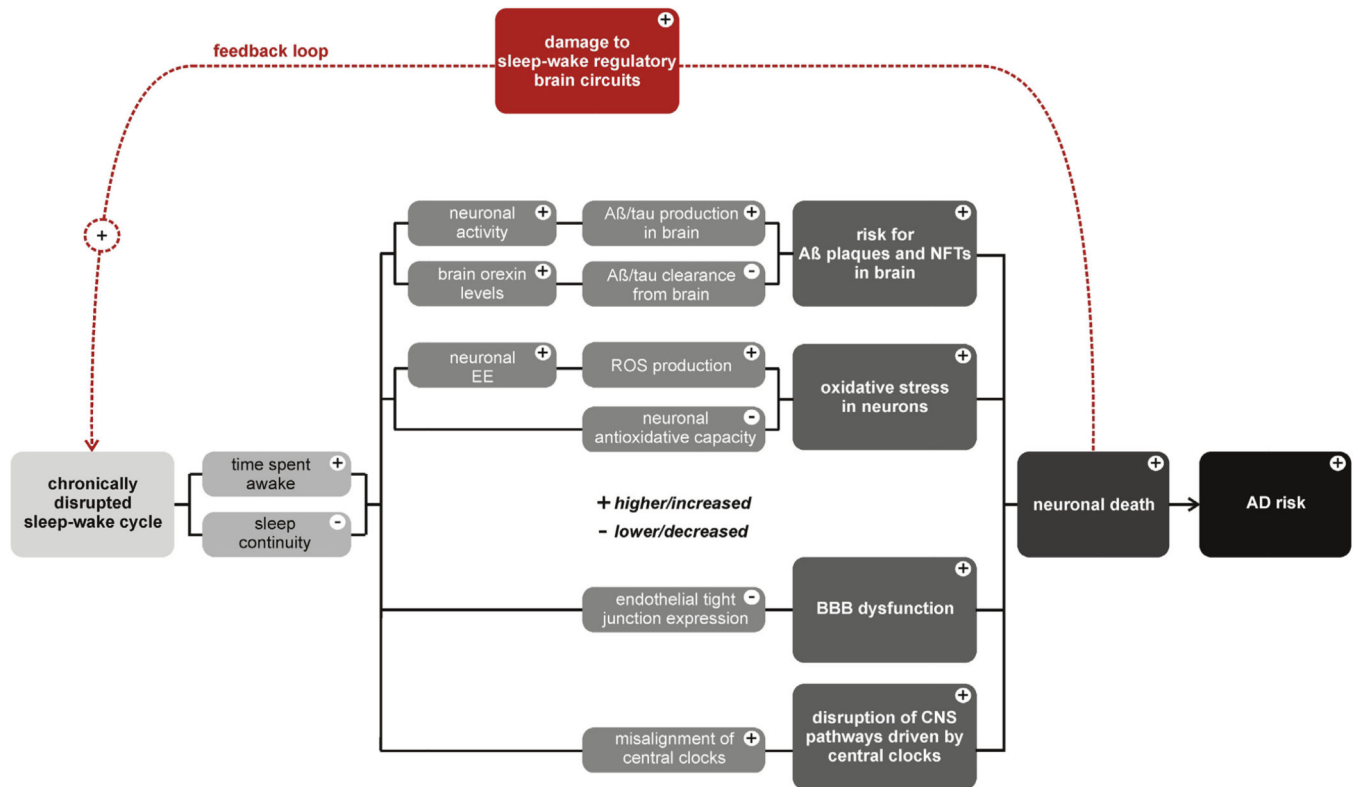 damage to
sleep-wake regulatory
brain circuits
+
feedback loop
+
neuronal
activity
+
Aß/tau production
in brain
+
risk for
Aß plaques and NFTs
in brain
+
brain orexin
levels
+
Aß/tau clearance
from brain
-
neuronal
EE
+
ROS production
+
oxidative stress
in neurons
+
neuronal
antioxidative capacity
-
chronically
disrupted
sleep-wake cycle
time spent
awake
+
sleep
continuity
-
+ higher/increased
- lower/decreased
neuronal death
+
AD risk
+
endothelial tight
junction expression
-
BBB dysfunction
+
misalignment of
central clocks
+
disruption of CNS
pathways driven by
central clocks
+